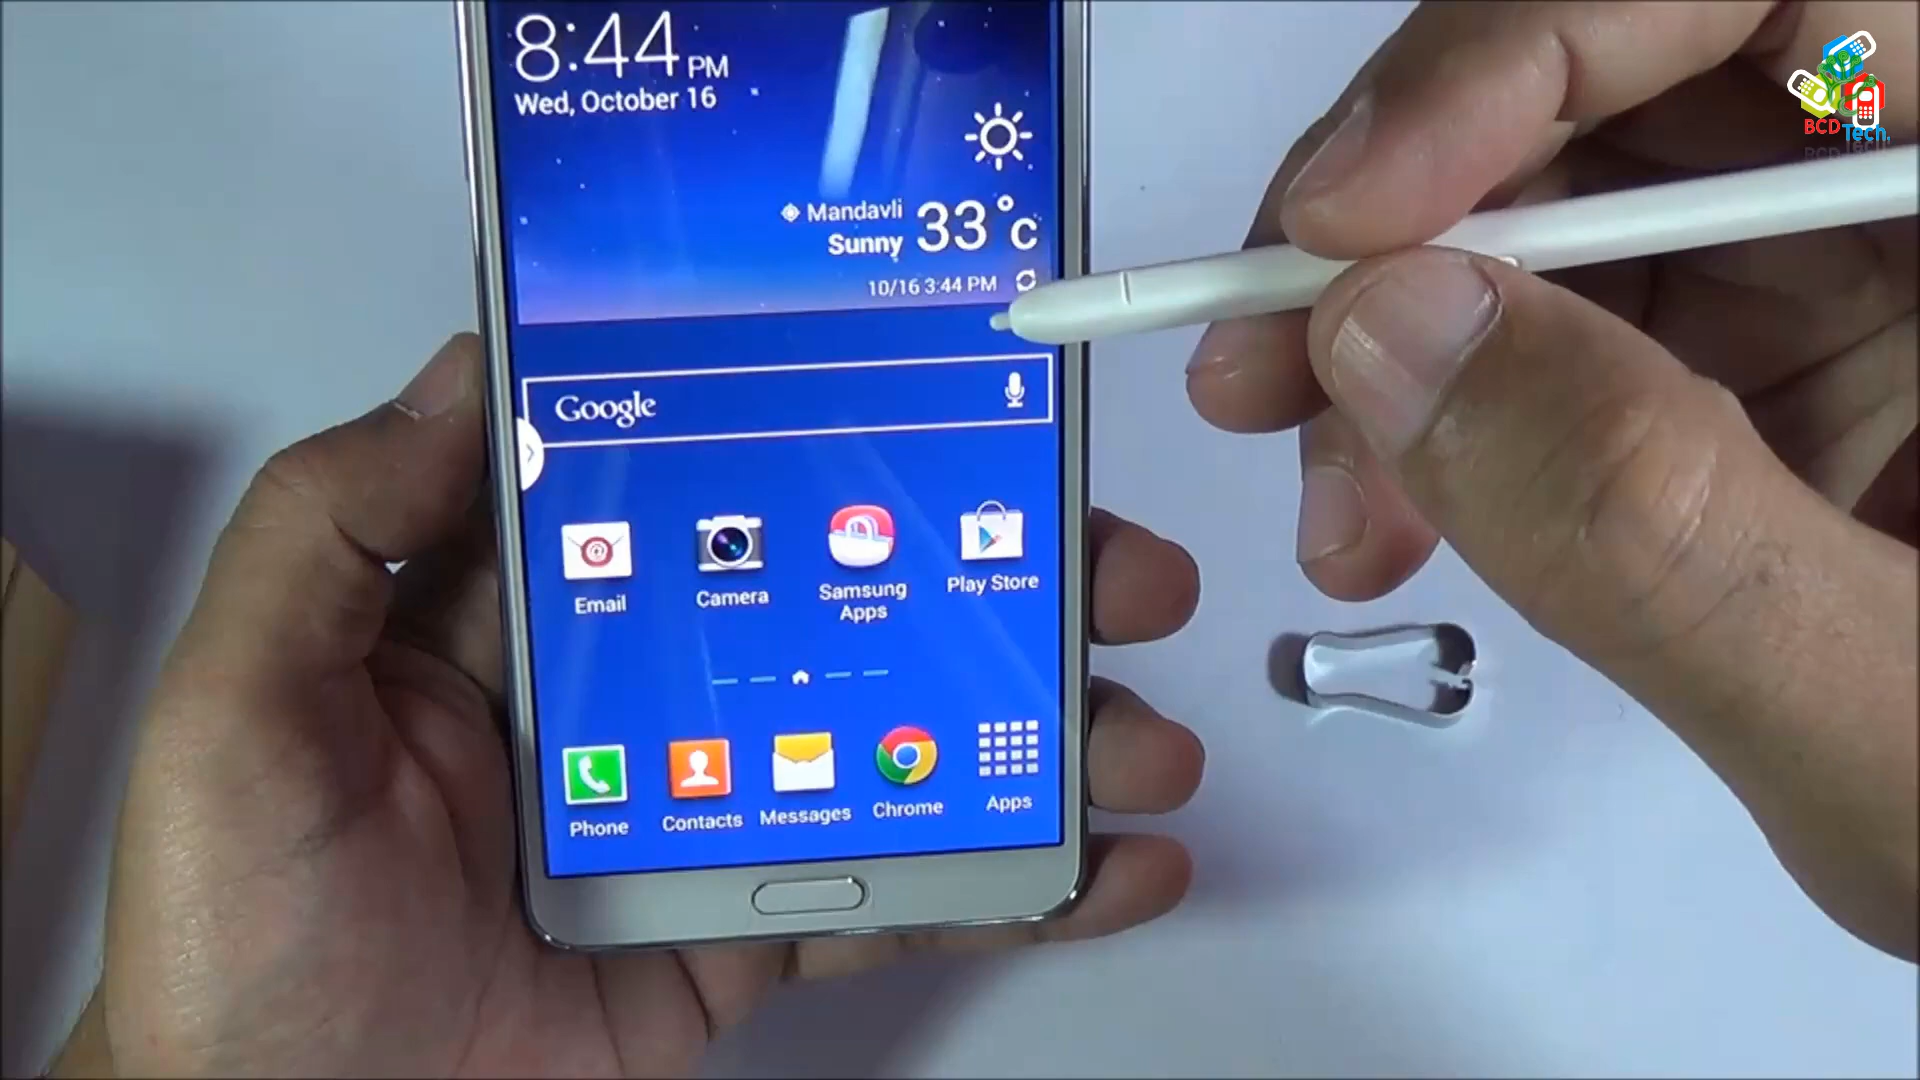 8:44 PM
Wed, October 16
Mandavli 33°c
Sunny
10/16 3:44 PM
Google
Email
Camera
Samsung
Apps
Play Store
Phone
Contacts
Messages
Chrome
Apps
BCD Tech.